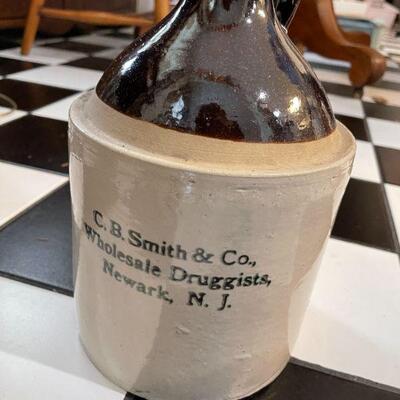 C. B. Smith & Co.,
Wholesale Druggists,
Newark, N. J.